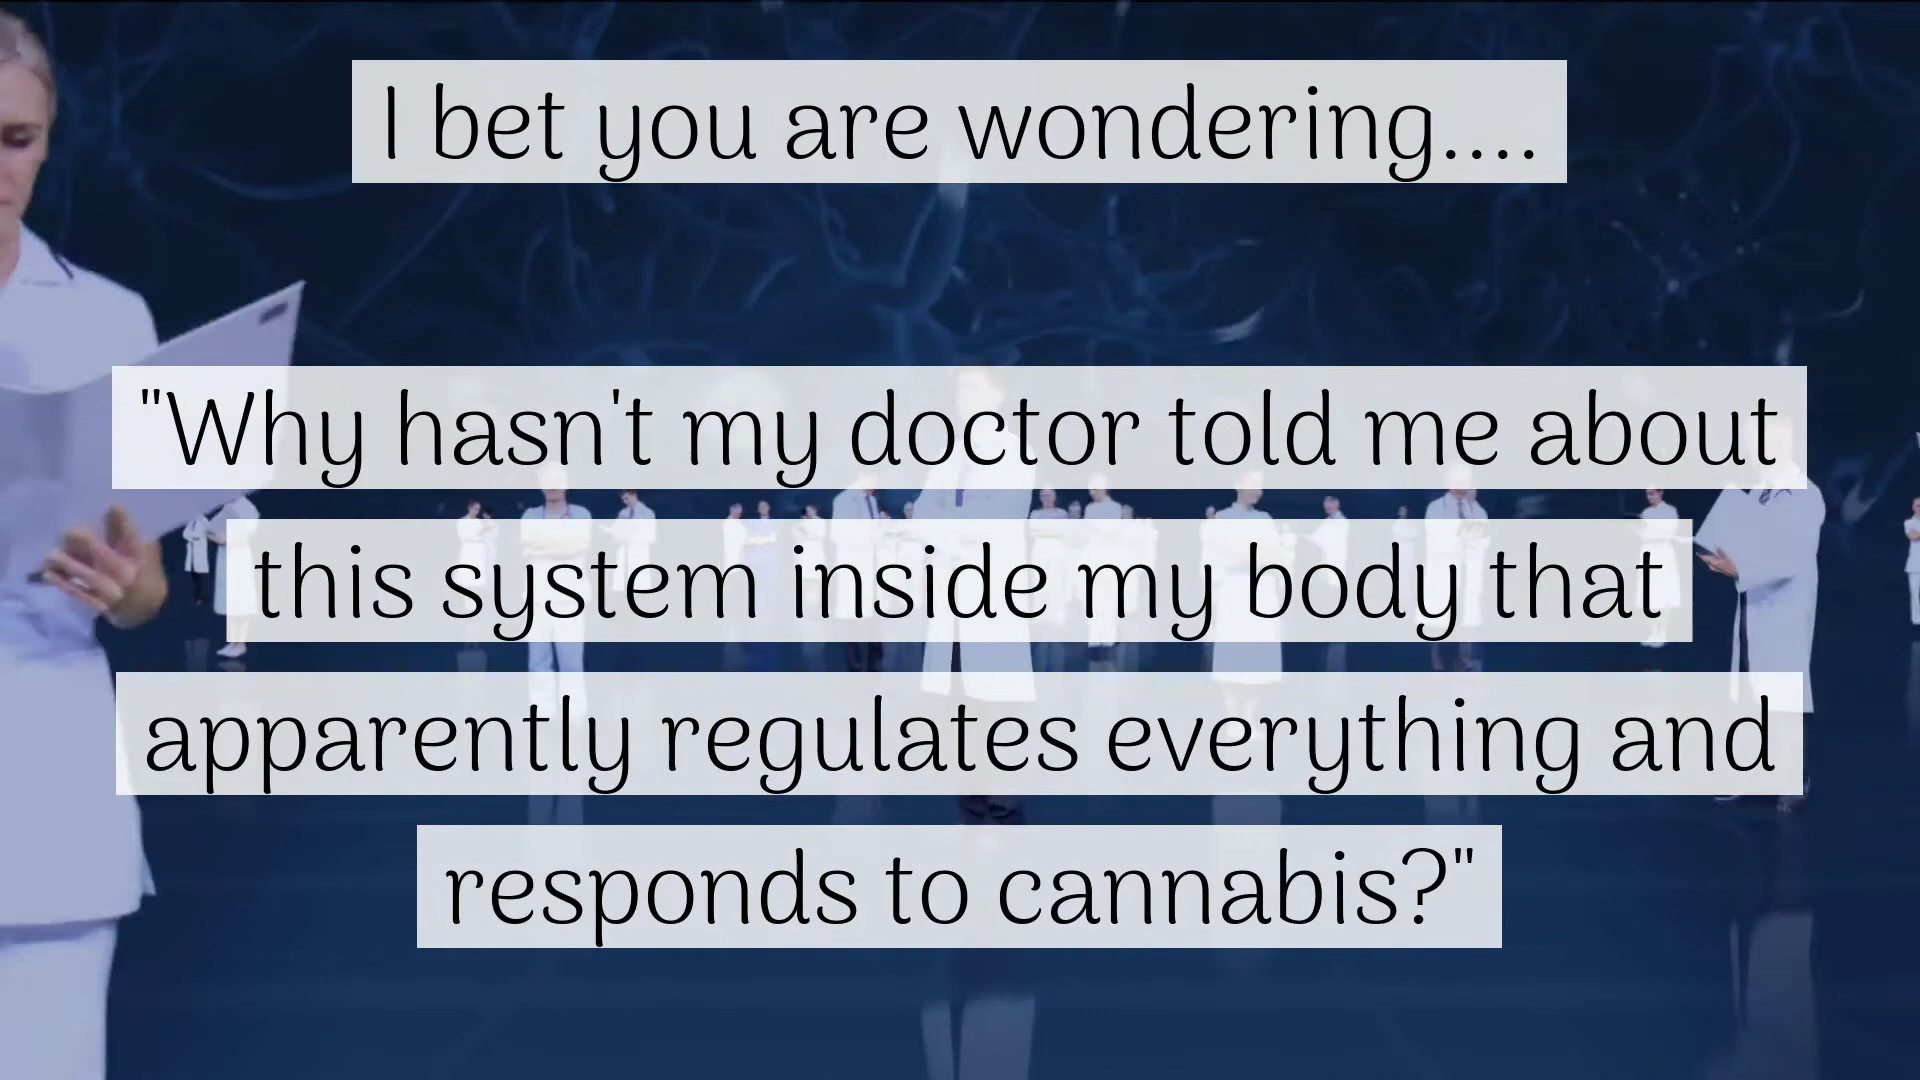 I bet you are wondering....
"Why hasn't my doctor told me about
this system inside my body that
apparently regulates everything and
responds to cannabis?"